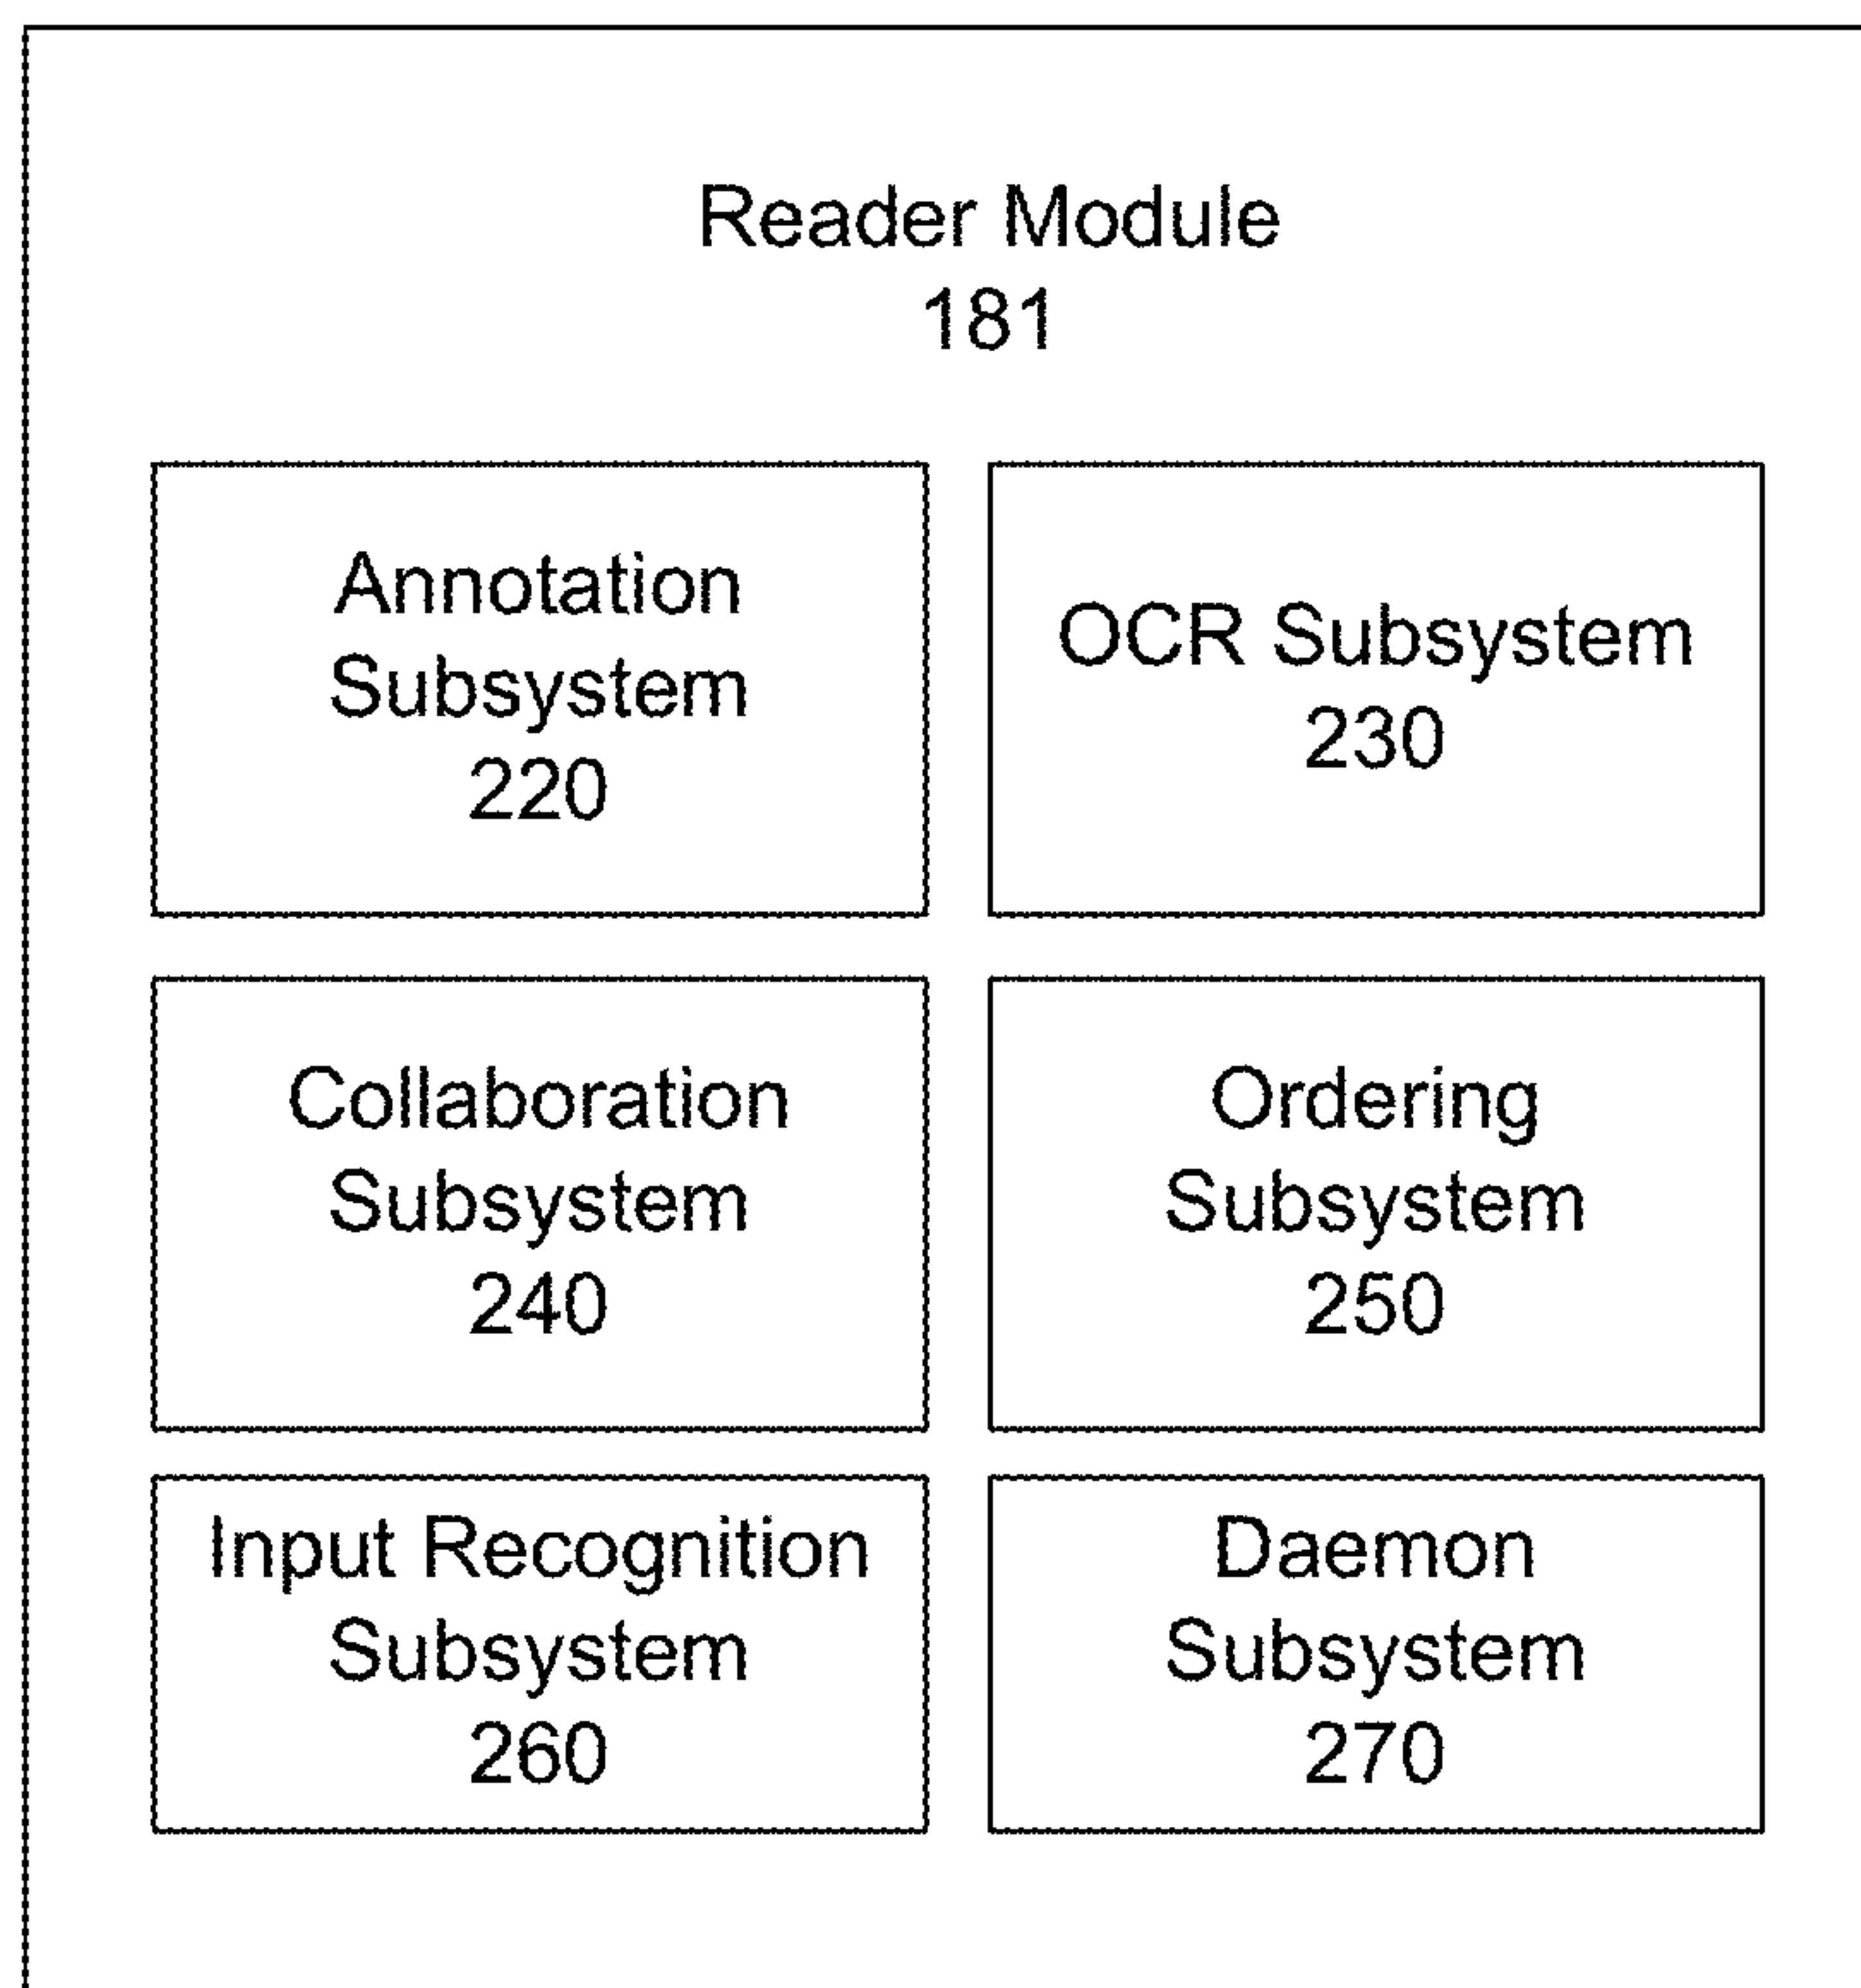 Reader Module
181
Annotation
Subsystem
220
OCR Subsystem
230
Collaboration
Subsystem
240
Ordering
Subsystem
250
Input Recognition
Subsystem
260
Daemon
Subsystem
270